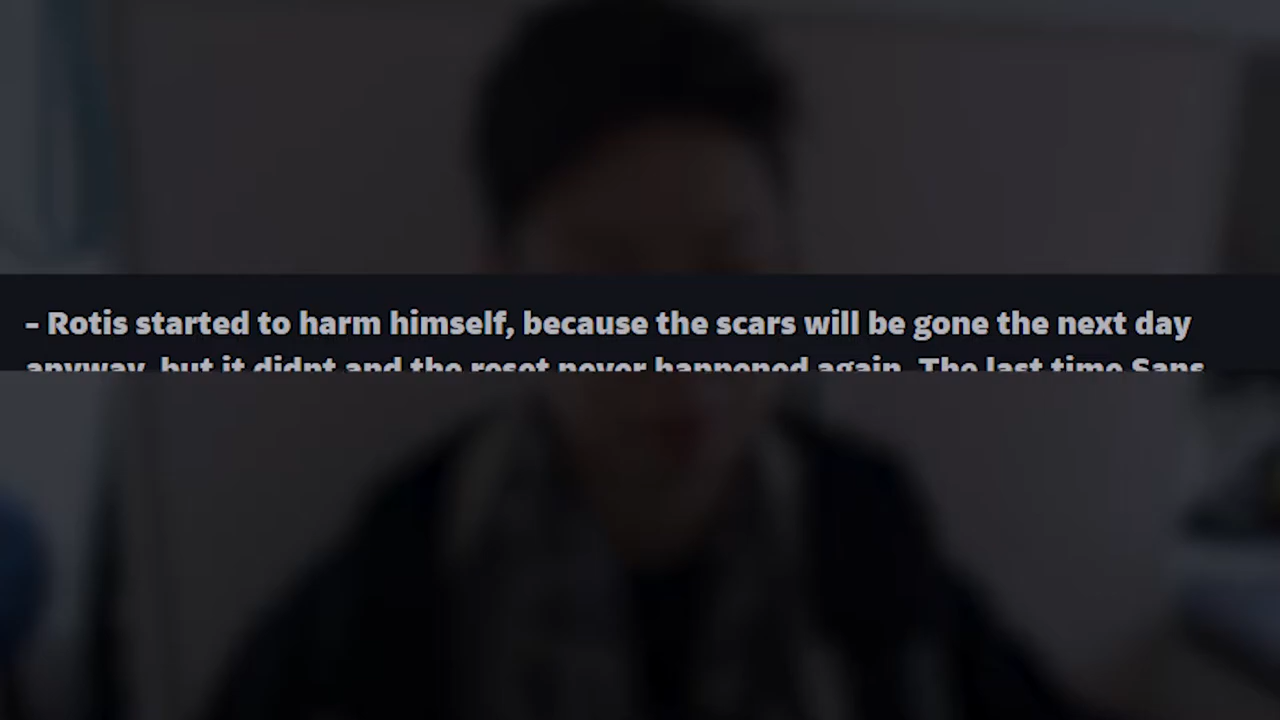 - Rotis started to harm himself, because the scars will be gone the next day
anyway, but it didnt and the reset never happened again. The last time Sans